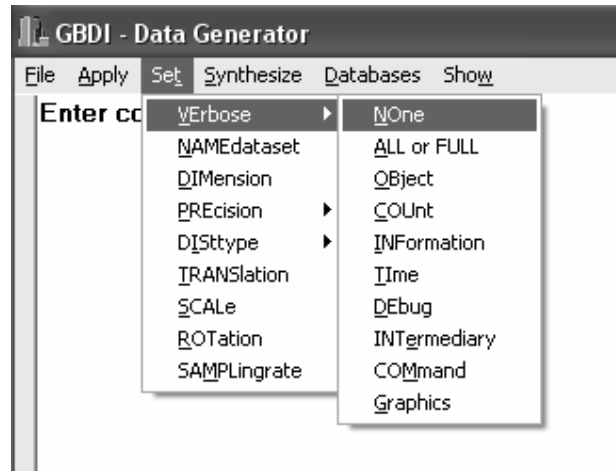 GBDI - Data Generator
File Apply Set Synthesize Databases Show
Enter
VErbose
NAMEdataset
DIMension
PREcision
DISttype
TRANSlation
SCALe
ROTation
SAMPLingrate
NOne
ALL or FULL
OBject
COUnt
INFormation
TIme
DEbug
INTermediary
COMmand
Graphics